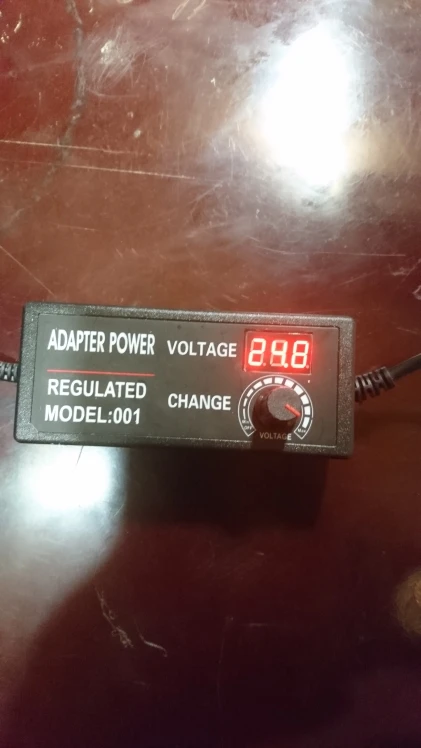 ADAPTER POWER
REGULATED
MODEL:001
VOLTAGE
24.8
CHANGE
VOLTAGE